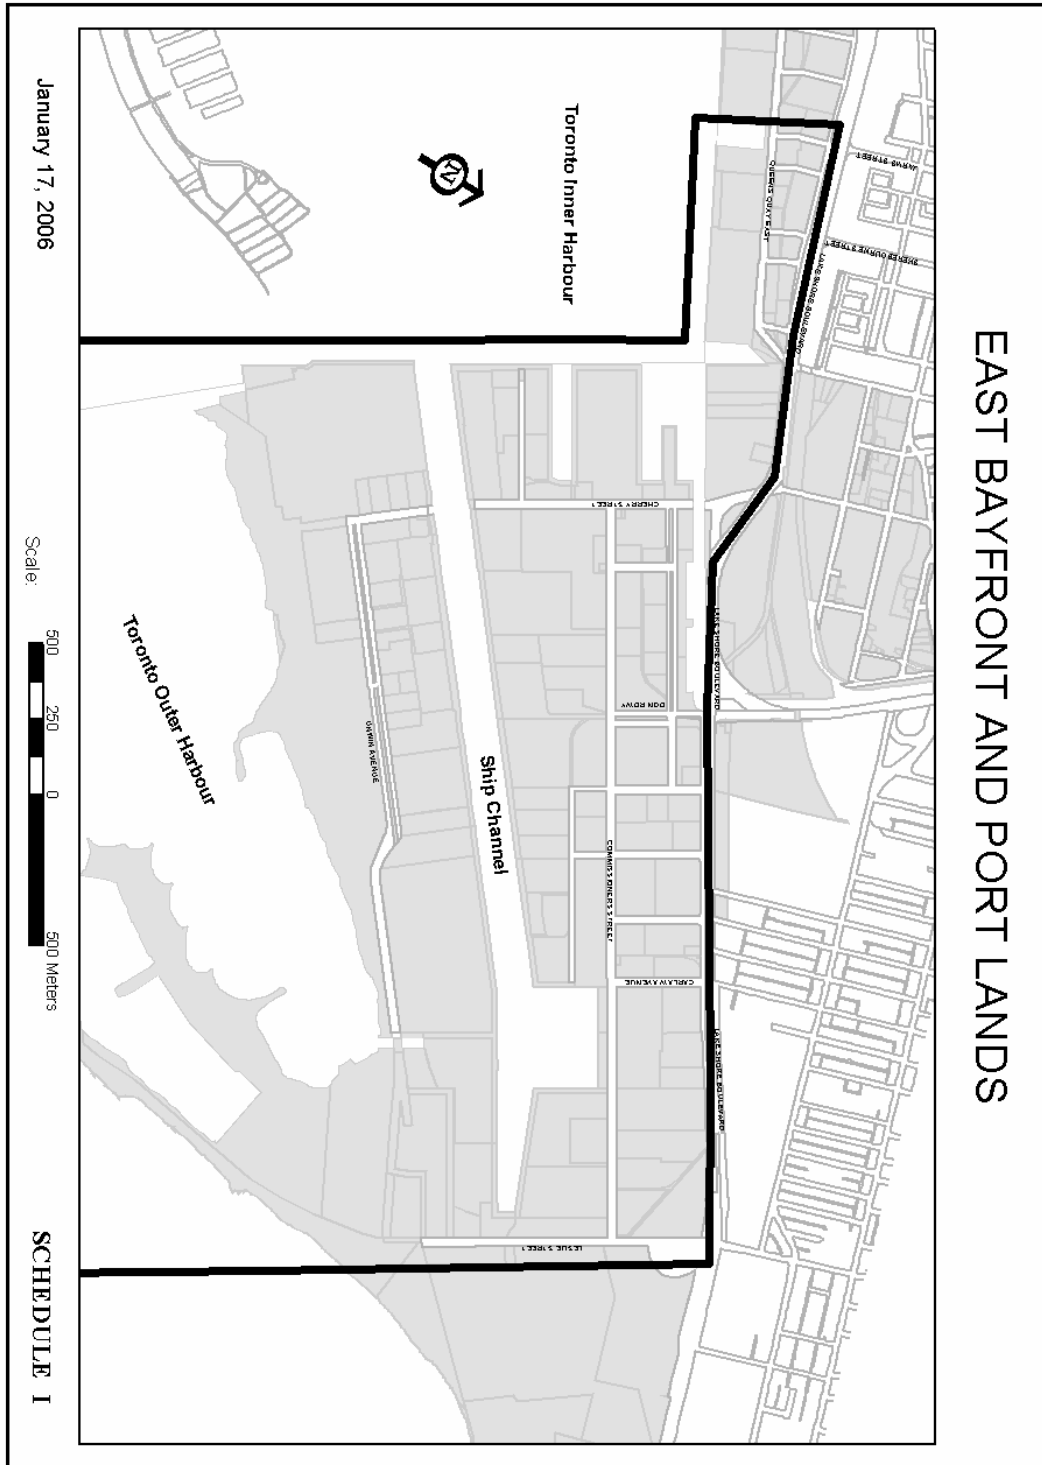 EAST BAYFRONT AND PORT LANDS
JARVIS STREET
SHERBOURNE STREET
QUEENS QUAY EAST
LAKE SHORE BOULEVARD
Toronto Inner Harbour
N
CHERRY STREET
LAKE SHORE BOULEVARD
DON RDWY
Ship Channel
UNWIN AVENUE
COMMISSIONERS STREET
CARLAW AVENUE
LAKE SHORE BOULEVARD
LESLIE STREET
Toronto Outer Harbour
January 17, 2006
Scale:
500 250 0 500 Meters
SCHEDULE I